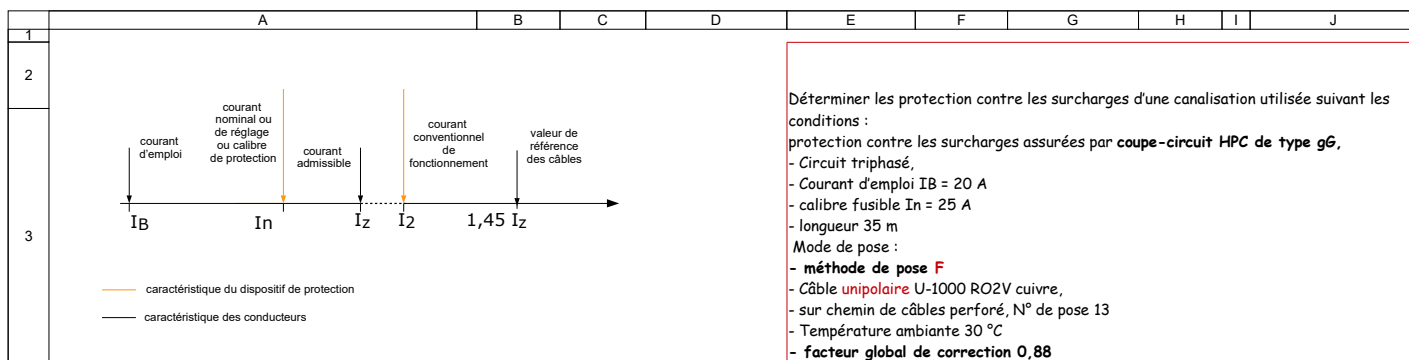 A B C D E F G H I J
1
2
3
courant
d'emploi
courant
nominal ou
de réglage
ou calibre
de protection
courant
admissible
courant
conventionnel
de
fonctionnement
valeur de
référence
des câbles
IB In Iz I2 1,45 Iz
caractéristique du dispositif de protection
caractéristique des conducteurs
Déterminer les protection contre les surcharges d'une canalisation utilisée suivant les
conditions :
protection contre les surcharges assurées par coupe-circuit HPC de type gG,
- Circuit triphasé,
- Courant d'emploi IB = 20 A
- calibre fusible In = 25 A
- longueur 35 m
Mode de pose :
- méthode de pose F
- Câble unipolaire U-1000 RO2V cuivre,
- sur chemin de câbles perforé, N° de pose 13
- Température ambiante 30 °C
- facteur global de correction 0,88